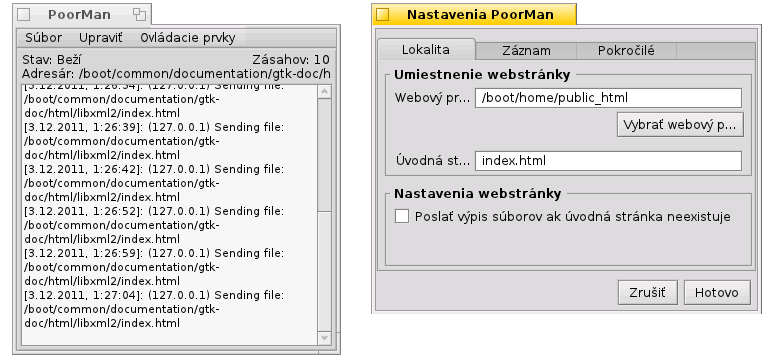 PoorMan
Súbor Upraviť Ovládacie prvky
Stav: Beží Zásahov: 10
Adresár: /boot/common/documentation/gtk-doc/h
[3.12.2011, 1:26:34]: (127.0.0.1) Sending file:
/boot/common/documentation/gtk-
doc/html/libxml2/index.html
[3.12.2011, 1:26:39]: (127.0.0.1) Sending file:
/boot/common/documentation/gtk-
doc/html/libxml2/index.html
[3.12.2011, 1:26:42]: (127.0.0.1) Sending file:
/boot/common/documentation/gtk-
doc/html/libxml2/index.html
[3.12.2011, 1:26:52]: (127.0.0.1) Sending file:
/boot/common/documentation/gtk-
doc/html/libxml2/index.html
[3.12.2011, 1:26:59]: (127.0.0.1) Sending file:
/boot/common/documentation/gtk-
doc/html/libxml2/index.html
[3.12.2011, 1:27:04]: (127.0.0.1) Sending file:
/boot/common/documentation/gtk-
doc/html/libxml2/index.html
Nastavenia PoorMan
Lokalita Záznam Pokročilé
Umiestnenie webstránky
Webový pr... /boot/home/public_html
Vybrať webový p...
Úvodná st... index.html
Nastavenia webstránky
Poslať výpis súborov ak úvodná stránka neexistuje
Zrušiť Hotovo